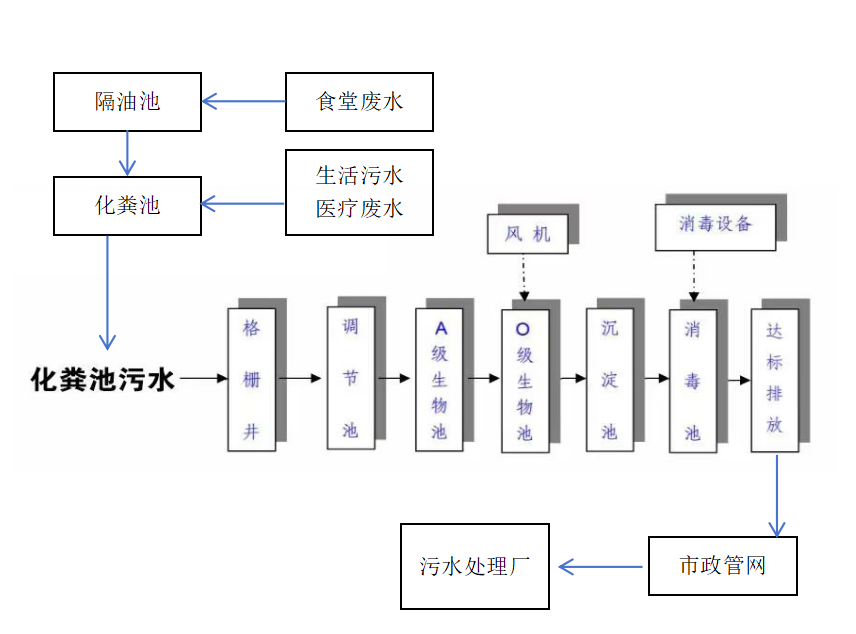 隔油池
食堂废水
化粪池
生活污水
医疗废水
风 机
消毒设备
化粪池污水
格栅井
调节池
A级生物池
O级生物池
沉淀池
消毒池
达标排放
污水处理厂
市政管网